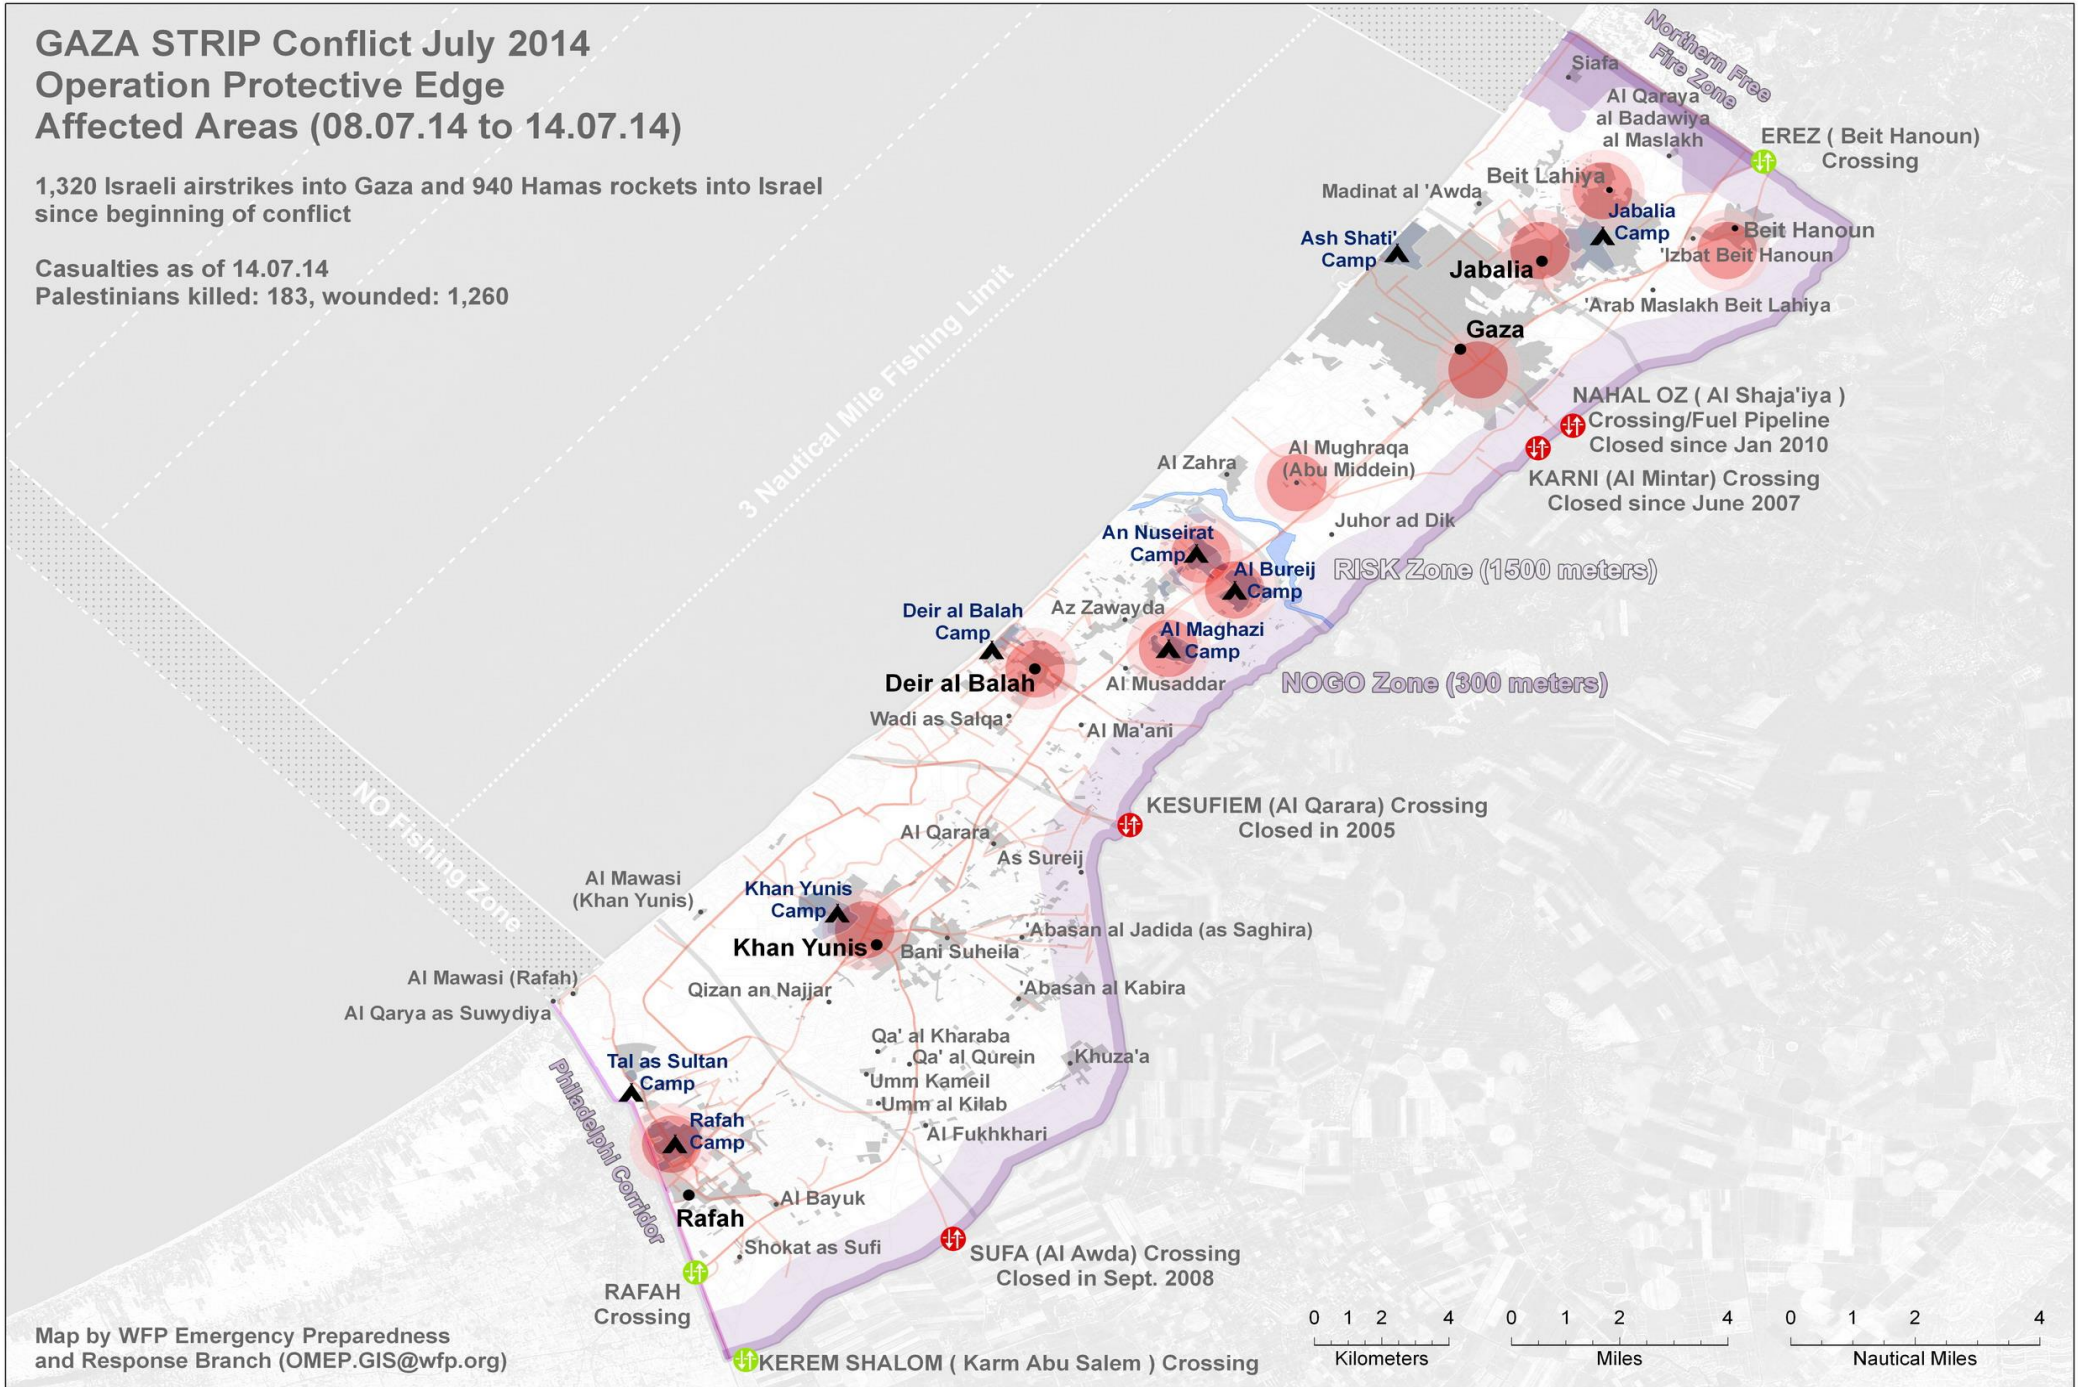 GAZA STRIP Conflict July 2014
Operation Protective Edge
Affected Areas (08.07.14 to 14.07.14)
1,320 Israeli airstrikes into Gaza and 940 Hamas rockets into Israel
since beginning of conflict
Casualties as of 14.07.14
Palestinians killed: 183, wounded: 1,260
Northern Free
Fire Zone
Siafa
Al Qaraya
al Badawiya
al Maslakh
EREZ ( Beit Hanoun)
Crossing
Beit Lahiya
Madinat al 'Awda
Jabalia
Camp
Ash Shati'
Camp
Beit Hanoun
'Izbat Beit Hanoun
Jabalia
'Arab Maslakh Beit Lahiya
Gaza
3 Nautical Mile Fishing Limit
NAHAL OZ ( Al Shaja'iya )
Crossing/Fuel Pipeline
Closed since Jan 2010
KARNI (Al Mintar) Crossing
Closed since June 2007
Al Mughraqa
(Abu Middein)
Al Zahra
Juhor ad Dik
An Nuseirat
Camp
RISK Zone (1500 meters)
Al Bureij
Camp
Deir al Balah
Camp
Az Zawayda
Al Maghazi
Camp
Deir al Balah
Al Musaddar
NOGO Zone (300 meters)
Wadi as Salqa
Al Ma'ani
NO Fishing Zone
KESUFIEM (Al Qarara) Crossing
Closed in 2005
Al Qarara
As Sureij
Al Mawasi
(Khan Yunis)
Khan Yunis
Camp
Khan Yunis
Bani Suheila
'Abasan al Jadida (as Saghira)
Al Mawasi (Rafah)
Qizan an Najjar
'Abasan al Kabira
Al Qarya as Suwydiya
Qa' al Kharaba
Qa' al Qurein
Khuza'a
Umm Kameil
Umm al Kilab
Tal as Sultan
Camp
Philadelphi Corridor
Rafah
Camp
Al Fukhkhari
Al Bayuk
Rafah
Shokat as Sufi
SUFA (Al Awda) Crossing
Closed in Sept. 2008
RAFAH
Crossing
KEREM SHALOM ( Karm Abu Salem ) Crossing
Map by WFP Emergency Preparedness
and Response Branch (OMEP.GIS@wfp.org)
0 1 2 4
Kilometers
0 1 2 4
Miles
0 1 2 4
Nautical Miles